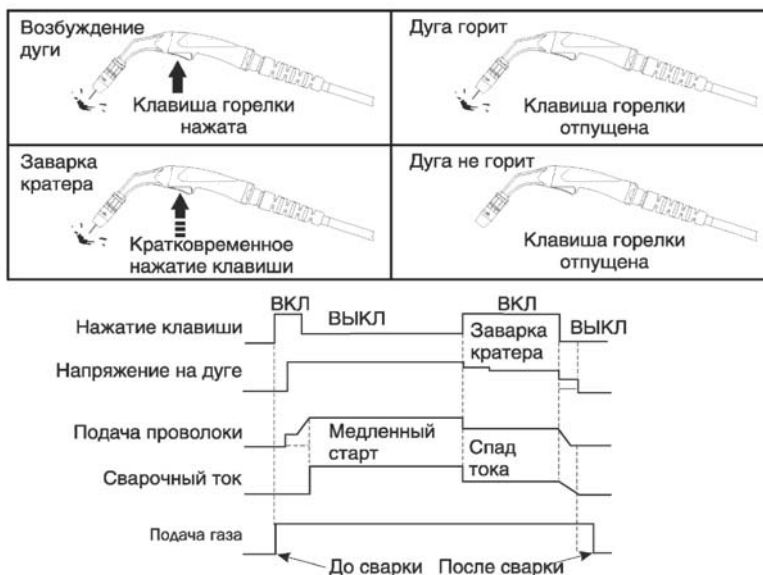 Возбуждение
дуги
Клавиша горелки
нажата
Дуга горит
Клавиша горелки
отпущена
Заварка
кратера
Кратковременное
нажатие клавиши
Дуга не горит
Клавиша горелки
отпущена
ВКЛ
ВКЛ
Нажатие клавиши
ВЫКЛ
Заварка
кратера
ВЫКЛ
Напряжение на дуге
Подача проволоки
Медленный
старт
Спад
тока
Сварочный ток
Подача газа
До сварки
После сварки